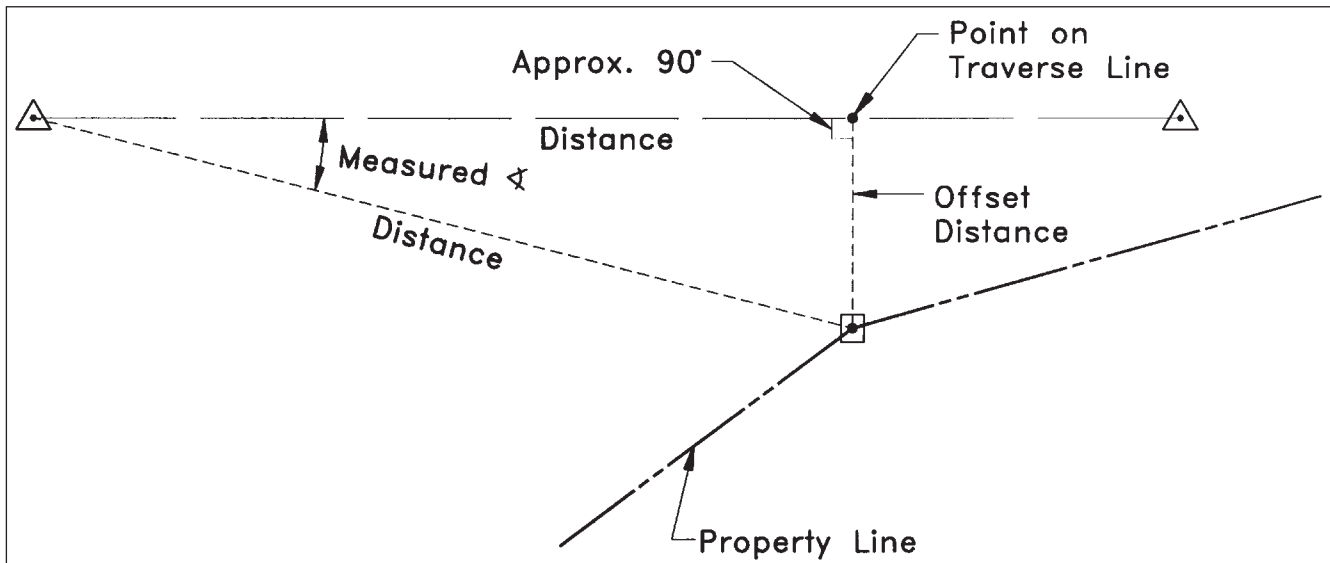 Point on
Traverse Line
Approx. 90°
Distance
Measured ∢
Distance
Offset
Distance
Property Line